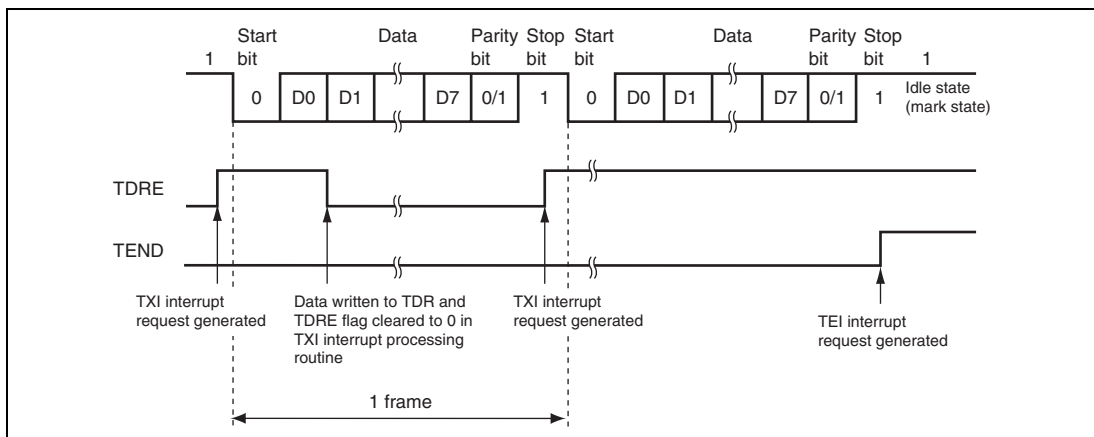 Start Data Parity Stop Start Data Parity Stop
1 bit bit bit bit bit bit 1
0 D0 D1 D7 0/1 1 0 D0 D1 D7 0/1 1 Idle state
(mark state)
TDRE
TEND
TXI interrupt
request generated
Data written to TDR and
TDRE flag cleared to 0 in
TXI interrupt processing
routine
TXI interrupt
request generated
TEI interrupt
request generated
1 frame